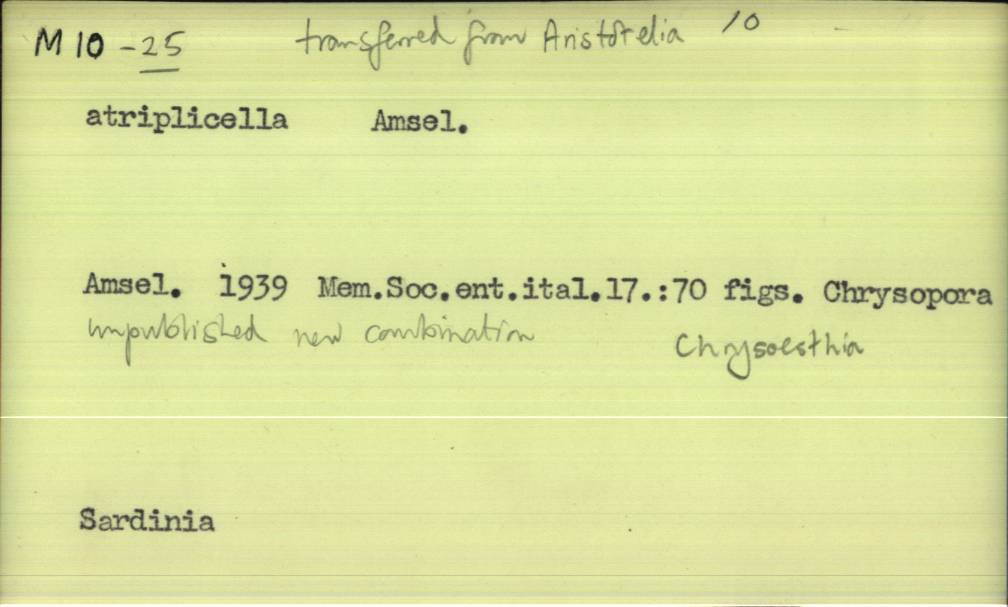 M 10 - 25 transferred from Aristotelia 10
atriplicella Amsel.
Amsel. 1939 Mem.Soc.ent.ital.17.:70 figs. Chrysopora
unpublished new combination Chrysoesthia
Sardinia